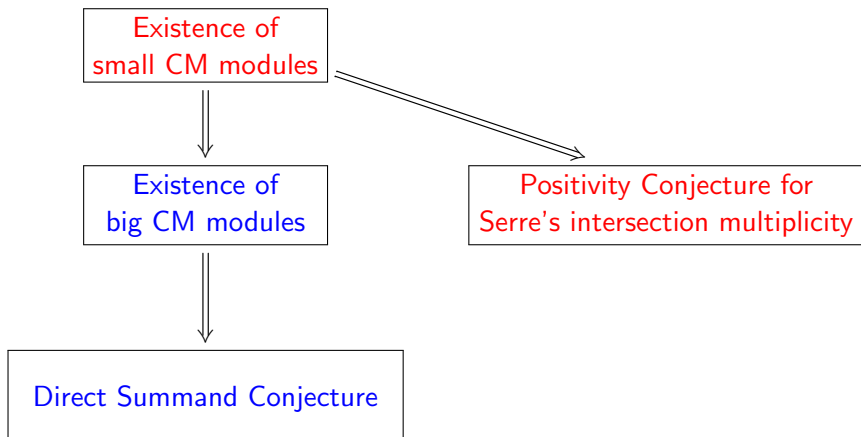 Existence of
small CM modules
Existence of
big CM modules
Positivity Conjecture for
Serre's intersection multiplicity
Direct Summand Conjecture